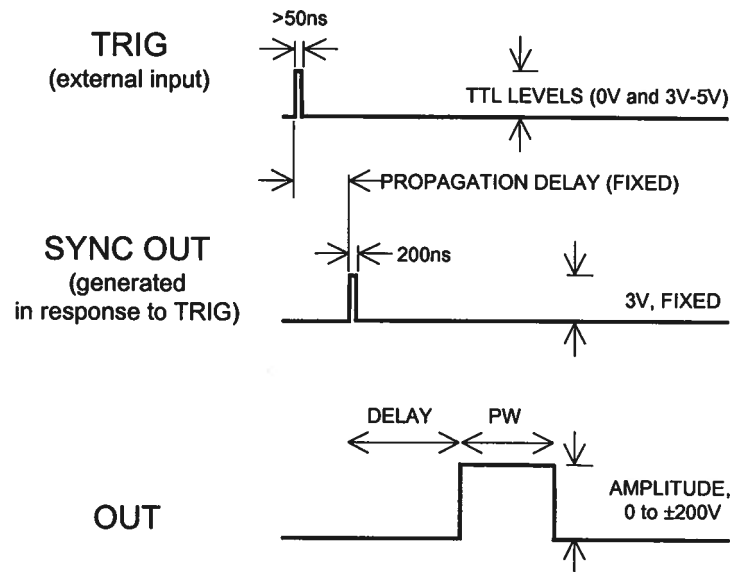 >50ns
TRIG
(external input)
TTL LEVELS (0V and 3V-5V)
PROPAGATION DELAY (FIXED)
SYNC OUT
(generated
in response to TRIG)
200ns
3V, FIXED
DELAY
PW
OUT
AMPLITUDE,
0 to ±200V